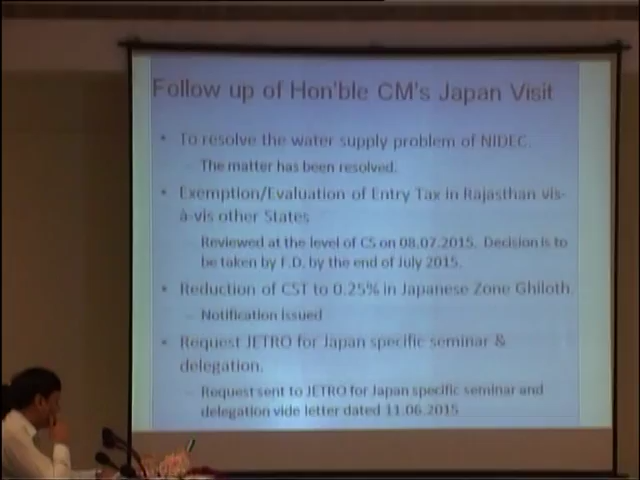 Follow up of Hon'ble CM's Japan Visit
• To resolve the water supply problem of NIDEC.
– The matter has been resolved.
• Exemption/Evaluation of Entry Tax in Rajasthan vis-
à-vis other States
– Reviewed at the level of CS on 08.07.2015. Decision is to
be taken by F.D. by the end of July 2015.
• Reduction of CST to 0.25% in Japanese Zone Ghiloth.
– Notification issued
• Request JETRO for Japan specific seminar &
delegation.
– Request sent to JETRO for Japan specific seminar and
delegation vide letter dated 11.06.2015